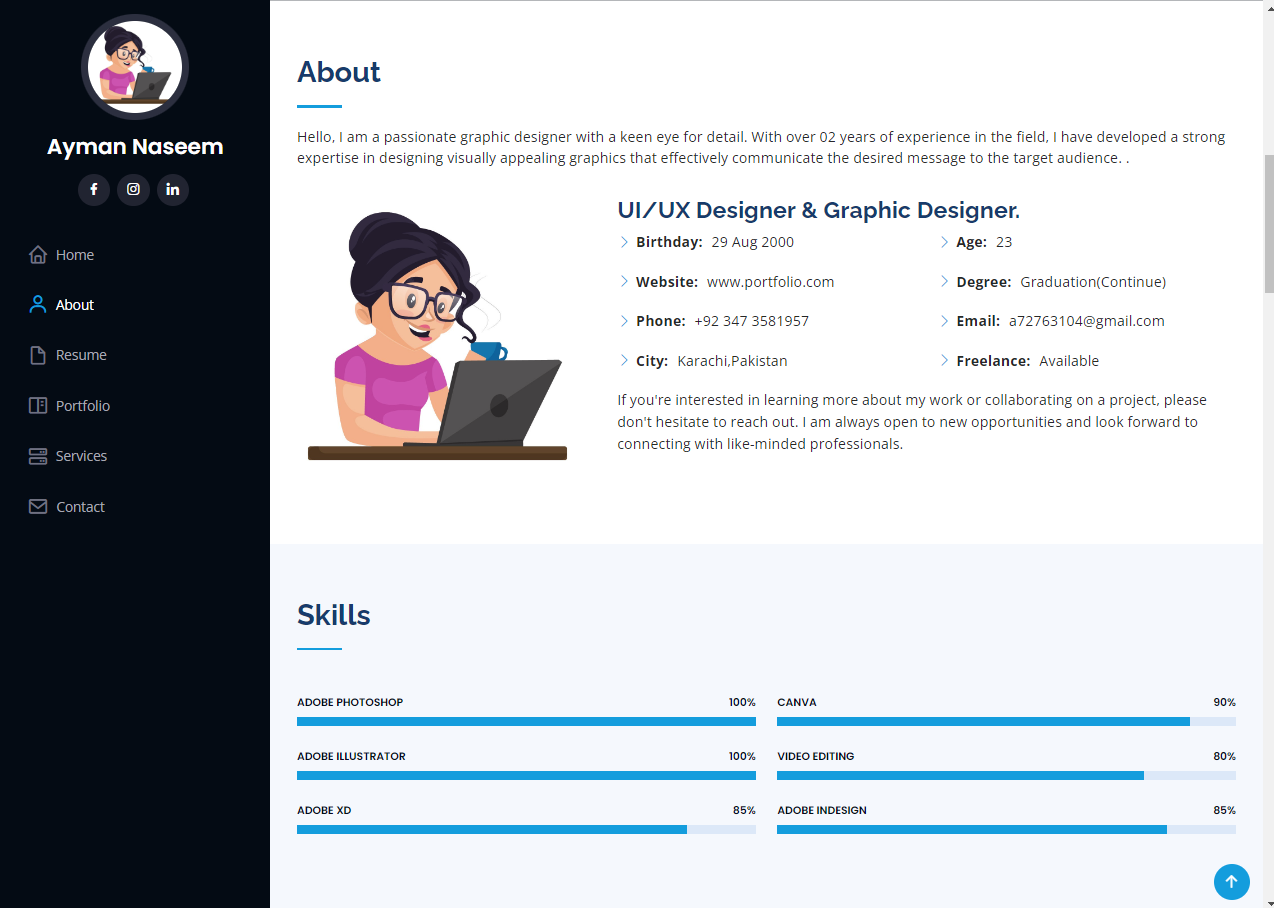 Ayman Naseem
Home
About
Resume
Portfolio
Services
Contact
About
Hello, I am a passionate graphic designer with a keen eye for detail. With over 02 years of experience in the field, I have developed a strong
expertise in designing visually appealing graphics that effectively communicate the desired message to the target audience. .
UI/UX Designer & Graphic Designer.
Birthday: 29 Aug 2000
Age: 23
Website: www.portfolio.com
Degree: Graduation(Continue)
Phone: +92 347 3581957
Email: a72763104@gmail.com
City: Karachi,Pakistan
Freelance: Available
If you're interested in learning more about my work or collaborating on a project, please
don't hesitate to reach out. I am always open to new opportunities and look forward to
connecting with like-minded professionals.
Skills
ADOBE PHOTOSHOP 100%
CANVA 90%
ADOBE ILLUSTRATOR 100%
VIDEO EDITING 80%
ADOBE XD 85%
ADOBE INDESIGN 85%